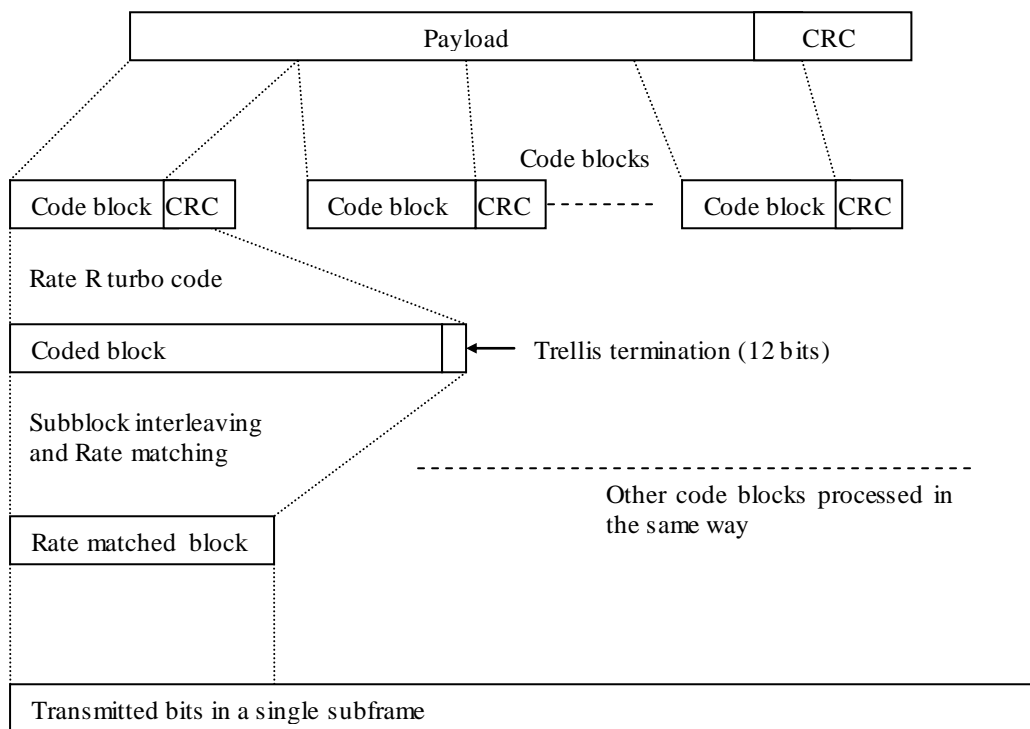 Payload CRC
Code blocks
Code block CRC Code block CRC Code block CRC
Rate R turbo code
Coded block
Trellis termination (12 bits)
Subblock interleaving
and Rate matching
Other code blocks processed in
the same way
Rate matched block
Transmitted bits in a single subframe